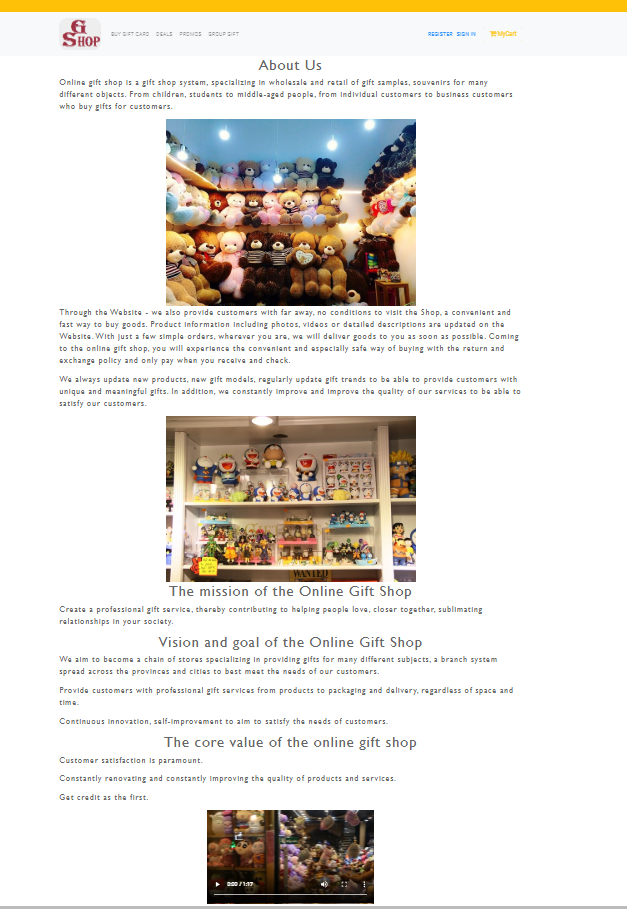 G
SHOP
BUY GIFT CARD DEALS PROMOS GROUP GIFT
REGISTER SIGN IN MyCart
About Us
Online gift shop is a gift shop system, specializing in wholesale and retail of gift samples, souvenirs for many
different objects. From children, students to middle-aged people, from individual customers to business customers
who buy gifts for customers.
Through the Website - we also provide customers with far away, no conditions to visit the Shop, a convenient and
fast way to buy goods. Product information including photos, videos or detailed descriptions are updated on the
Website. With just a few simple orders, wherever you are, we will deliver goods to you as soon as possible. Coming
to the online gift shop, you will experience the convenient and especially safe way of buying with the return and
exchange policy and only pay when you receive and check.
We always update new products, new gift models, regularly update gift trends to be able to provide customers with
unique and meaningful gifts. In addition, we constantly improve and improve the quality of our services to be able to
satisfy our customers.
WANTED
The mission of the Online Gift Shop
Create a professional gift service, thereby contributing to helping people love, closer together, sublimating
relationships in your society.
Vision and goal of the Online Gift Shop
We aim to become a chain of stores specializing in providing gifts for many different subjects, a branch system
spread across the provinces and cities to best meet the needs of our customers.
Provide customers with professional gift services from products to packaging and delivery, regardless of space and
time.
Continuous innovation, self-improvement to aim to satisfy the needs of customers.
The core value of the online gift shop
Customer satisfaction is paramount.
Constantly renovating and constantly improving the quality of products and services.
Get credit as the first.
0:00 / 1:17